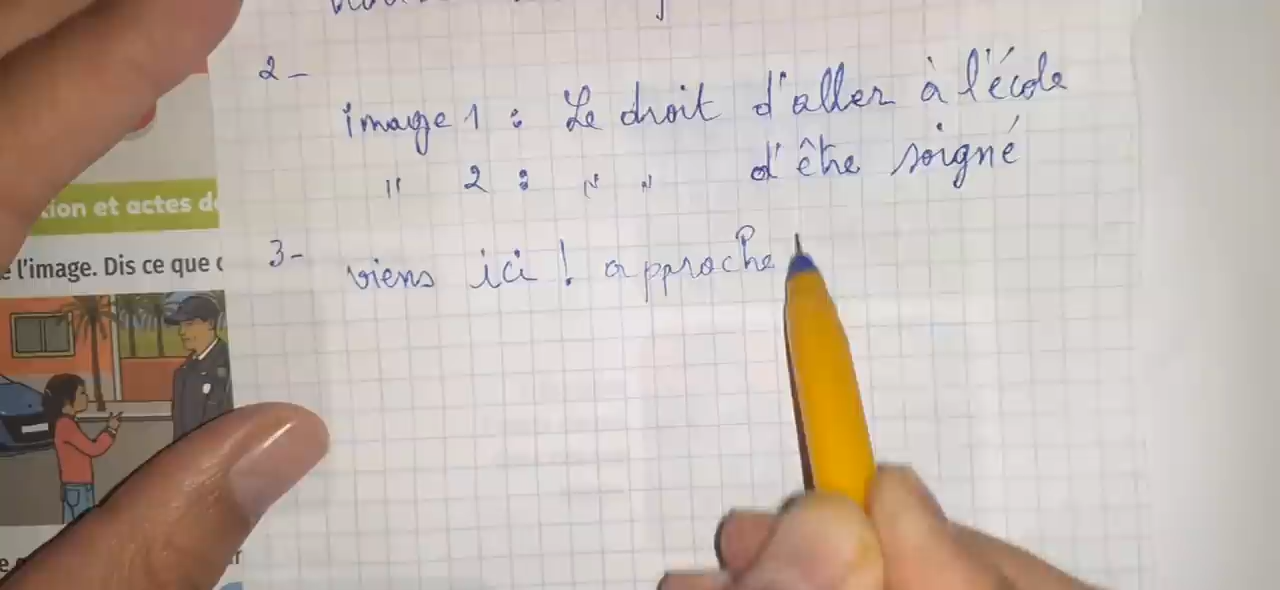 2-
image 1 : Le droit d'aller à l'école
" 2 : " " d'être soigné
3- viens ici ! approche
tion et actes d
l'image. Dis ce que